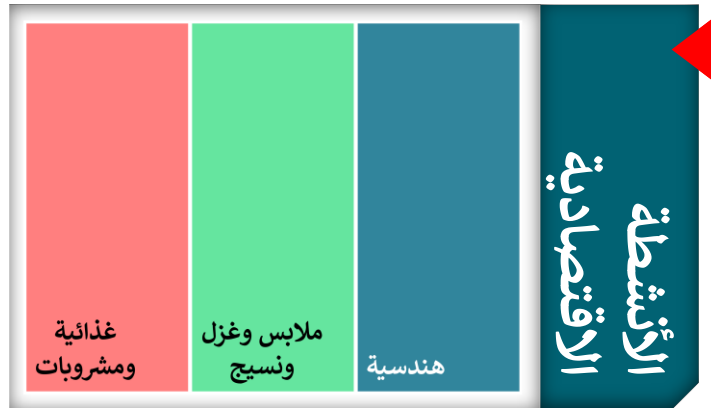 الأنشطة
الاقتصادية
هندسية
ملابس وغزل
ونسيج
غذائية
ومشروبات